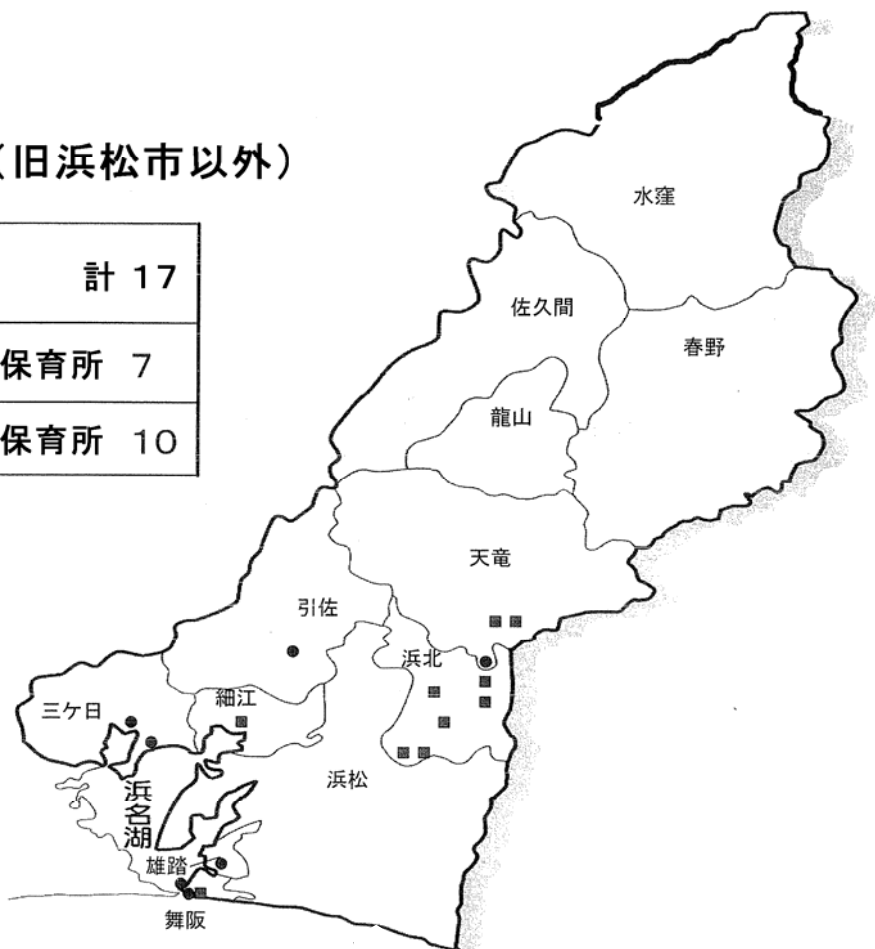 (旧浜松市以外)
計 17
保育所 7
保育所 10
水窪
佐久間
春野
龍山
天竜
引佐
浜北
細江
三ケ日
浜松
浜名湖
雄踏
舞阪